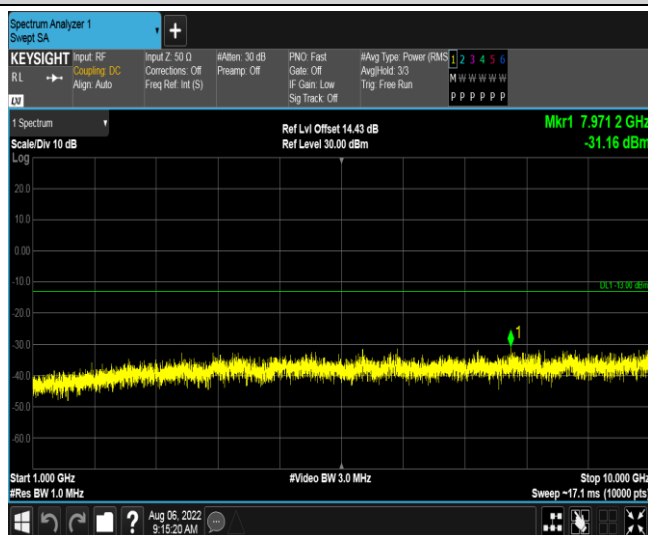 Spectrum Analyzer 1
Swept SA
+
KEYSIGHT
RL
LXI
Input: RF
Coupling: DC
Align: Auto
Input Z: 50 Ω
Corrections: Off
Freq Ref: Int (S)
#Atten: 30 dB
Preamp: Off
PNO: Fast
Gate: Off
IF Gain: Low
Sig Track: Off
#Avg Type: Power (RMS
Avg|Hold: 3/3
Trig: Free Run
1 2 3 4 5 6
M W W W W W
P P P P P P
1 Spectrum
Scale/Div 10 dB
Log
Ref Lvl Offset 14.43 dB
Ref Level 30.00 dBm
Mkr1 7.971 2 GHz
-31.16 dBm
20.0
10.0
0.00
-10.0
DL1 -13.00 dBm
-20.0
-30.0
1
-40.0
-50.0
-60.0
Start 1.000 GHz
#Res BW 1.0 MHz
#Video BW 3.0 MHz
Stop 10.000 GHz
Sweep ~17.1 ms (10000 pts)
?
Aug 06, 2022
9:15:20 AM